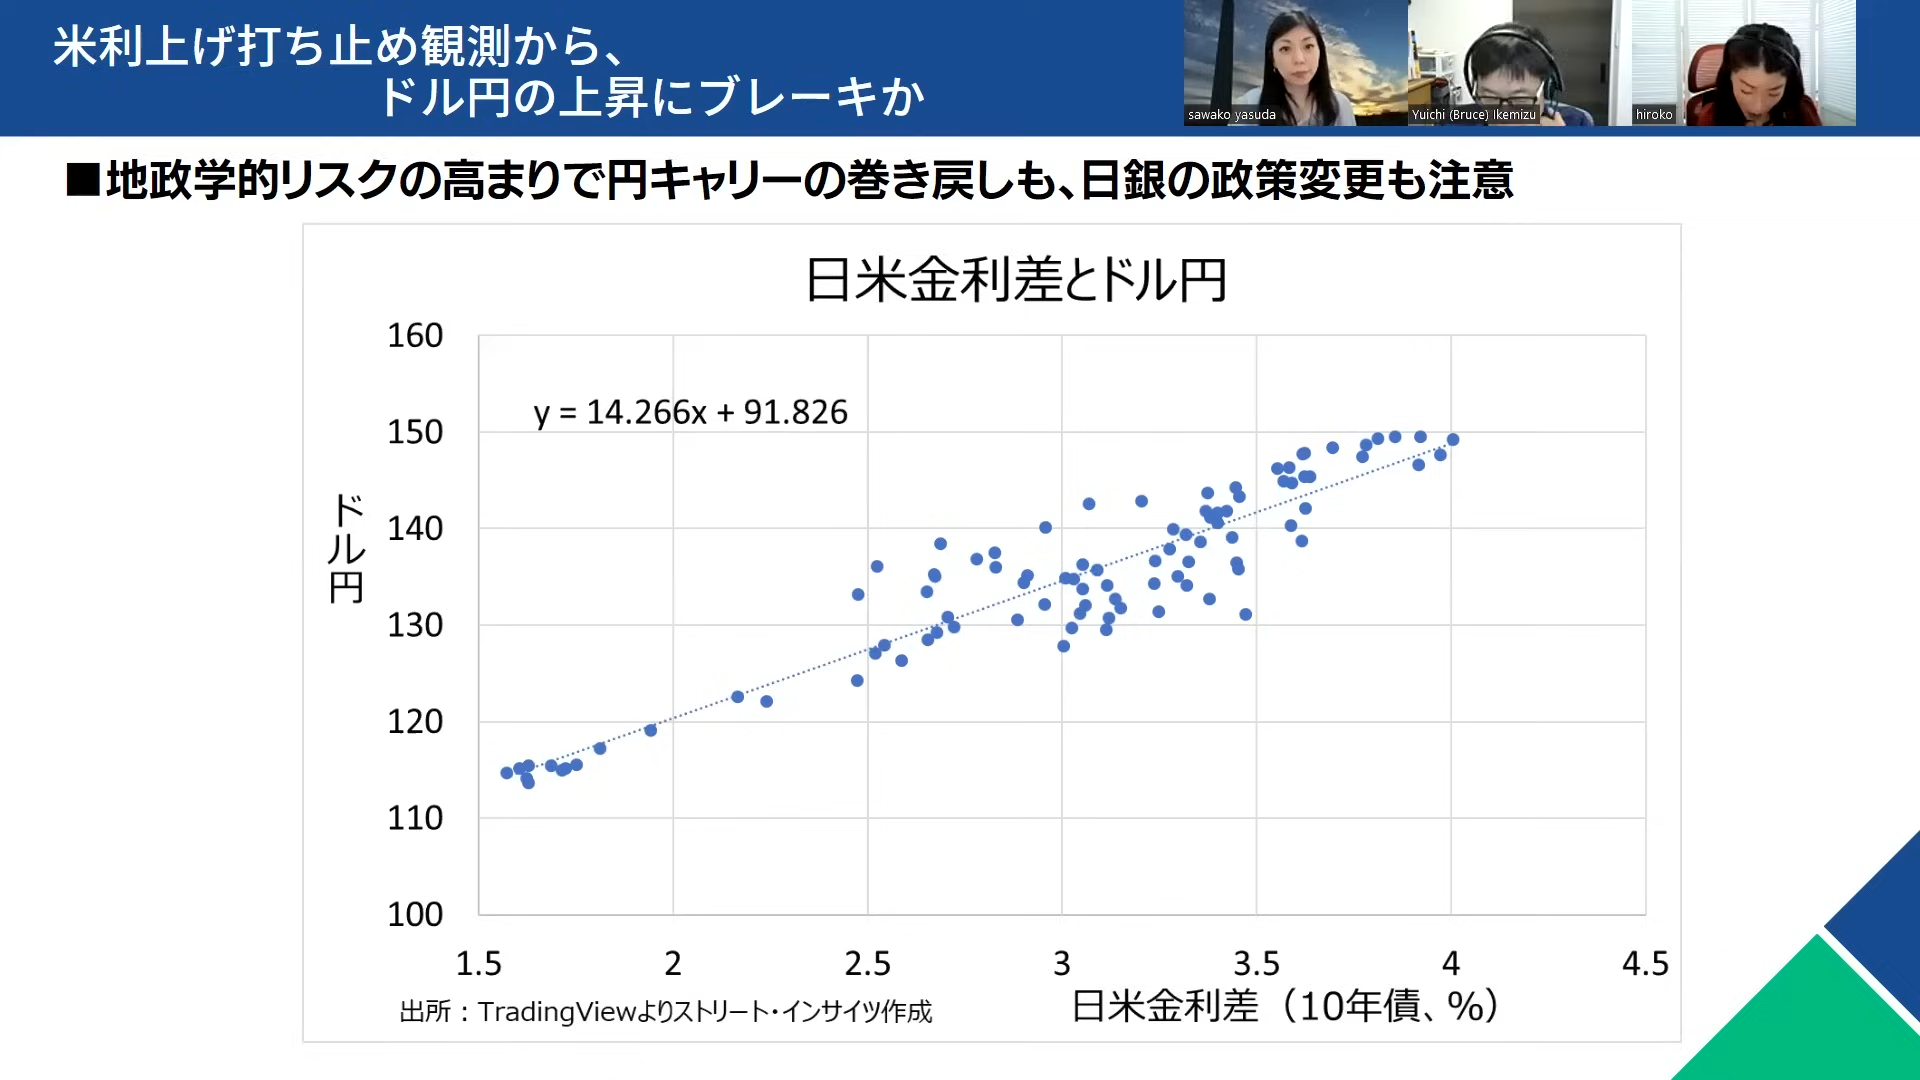 米利上げ打ち止め観測から、
ドル円の上昇にブレーキか
sawako yasuda
Yuichi (Bruce) Ikemizu
hiroko
■地政学的リスクの高まりで円キャリーの巻き戻しも、日銀の政策変更も注意
日米金利差とドル円
y = 14.266x + 91.826
ドル円
160
150
140
130
120
110
100
1.5 2 2.5 3 3.5 4 4.5
日米金利差（10年債、%）
出所：TradingViewよりストリート・インサイツ作成